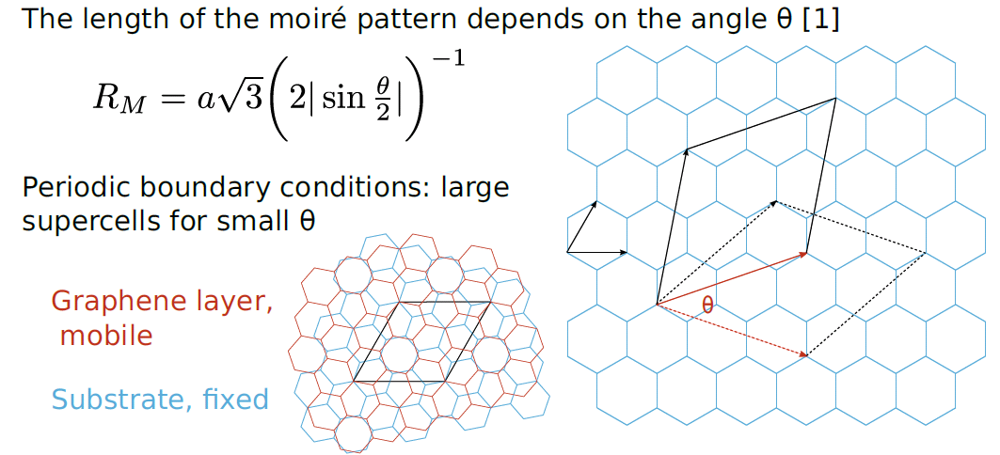 The length of the moiré pattern depends on the angle θ [1]
R_M = a√3(2| sin θ/2|)^−1
Periodic boundary conditions: large
supercells for small θ
Graphene layer,
mobile
Substrate, fixed
θ